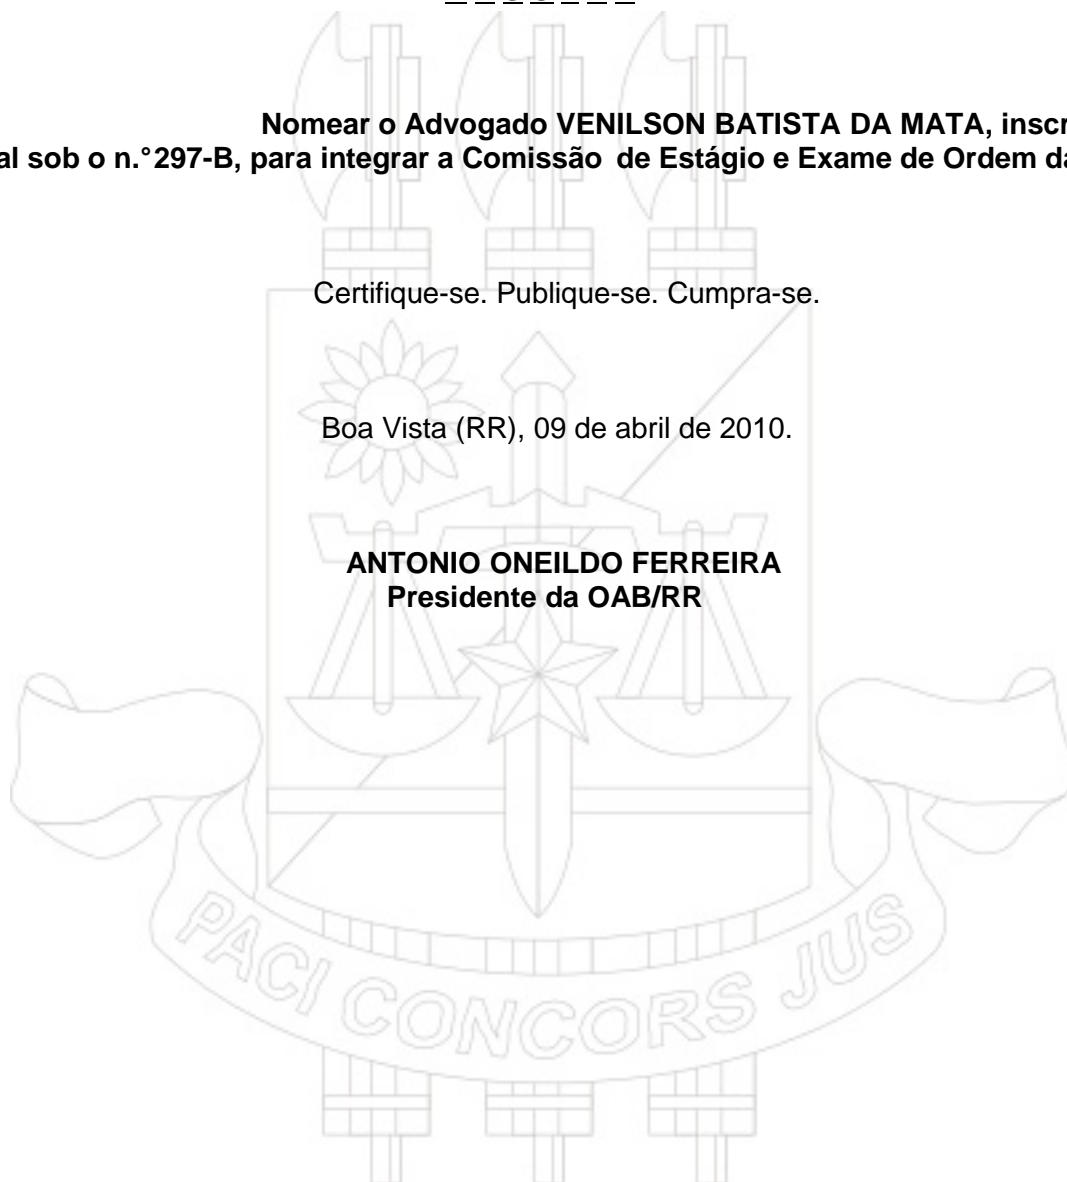 Nomear o Advogado VENILSON BATISTA DA MATA, inscr
al sob o n.° 297-B, para integrar a Comissão de Estágio e Exame de Ordem da
Certifique-se. Publique-se. Cumpra-se.
Boa Vista (RR), 09 de abril de 2010.
ANTONIO ONEILDO FERREIRA
Presidente da OAB/RR
PACI CONCORS JUS